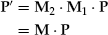 P′ = M₂ · M₁ · P
= M · P